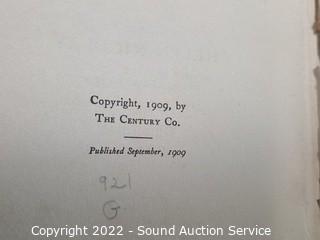 Copyright, 1909, by
The Century Co.
Published September, 1909
921
G
Copyright 2022 - Sound Auction Service